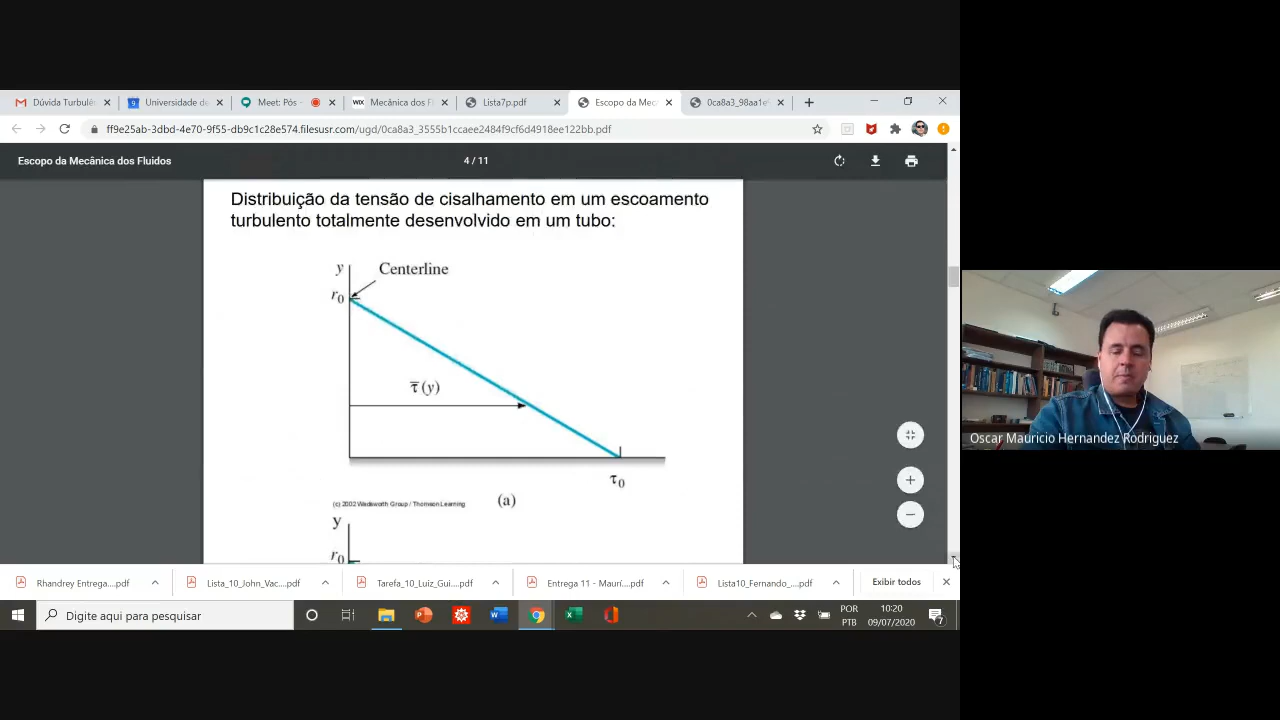 Dúvida Turbulê
Universidade de
Meet: Pós -
WIX
Mecânica dos F
Lista7p.pdf
Escopo da Mec
0ca8a3_98aa1e
ff9e25ab-3dbd-4e70-9f55-db9c1c28e574.filesusr.com/ugd/0ca8a3_3555b1ccaee2484f9cf6d4918ee122bb.pdf
Escopo da Mecânica dos Fluidos
4 / 11
Distribuição da tensão de cisalhamento em um escoamento
turbulento totalmente desenvolvido em um tubo:
y
Centerline
r0
τ̅ (y)
τ0
(a)
(c) 2002 Wadsworth Group / Thomson Learning
y
r0
Oscar Mauricio Hernandez Rodriguez
Rhandrey Entrega....pdf
Lista_10_John_Vac....pdf
Tarefa_10_Luiz_Gui....pdf
Entrega 11 - Maurí....pdf
Lista10_Fernando_....pdf
Exibir todos
Digite aqui para pesquisar
POR
PTB
10:20
09/07/2020
7